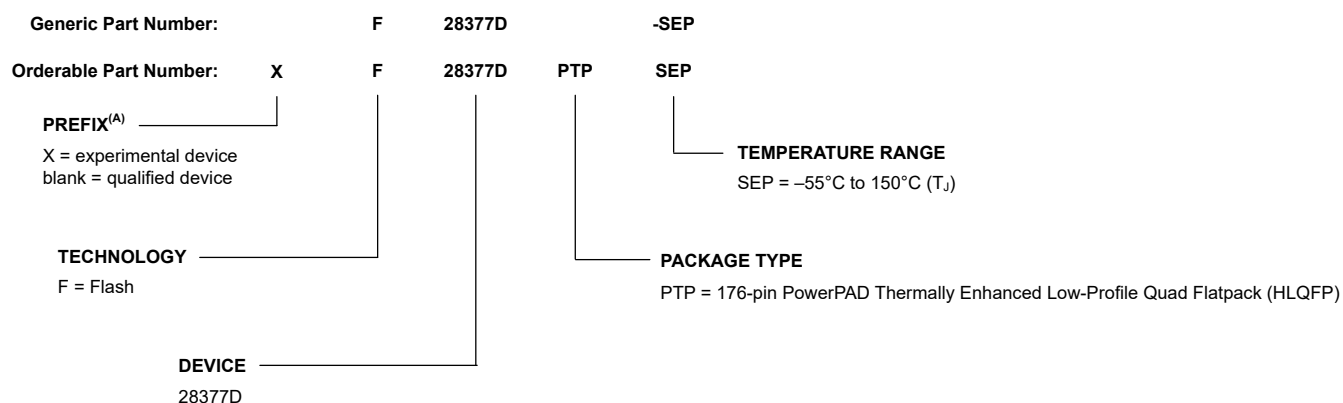 Generic Part Number: F 28377D -SEP
Orderable Part Number: X F 28377D PTP SEP
PREFIX(A)
X = experimental device
blank = qualified device
TEMPERATURE RANGE
SEP = –55°C to 150°C (TJ)
TECHNOLOGY
F = Flash
PACKAGE TYPE
PTP = 176-pin PowerPAD Thermally Enhanced Low-Profile Quad Flatpack (HLQFP)
DEVICE
28377D